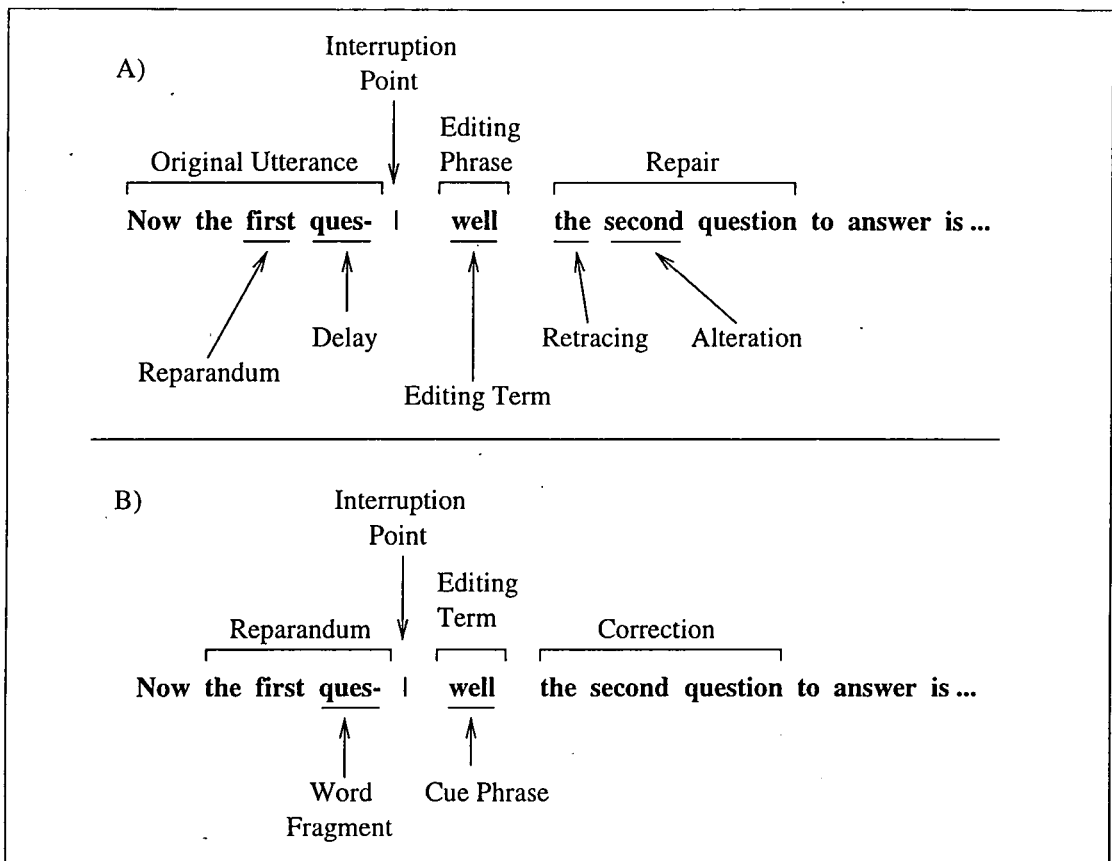 A)
Interruption
Point
Editing
Phrase
Original Utterance
Repair
Now the first ques- | well the second question to answer is ...
Reparandum
Delay
Editing Term
Retracing
Alteration
B)
Interruption
Point
Editing
Term
Reparandum
Correction
Now the first ques- | well the second question to answer is ...
Word
Fragment
Cue Phrase